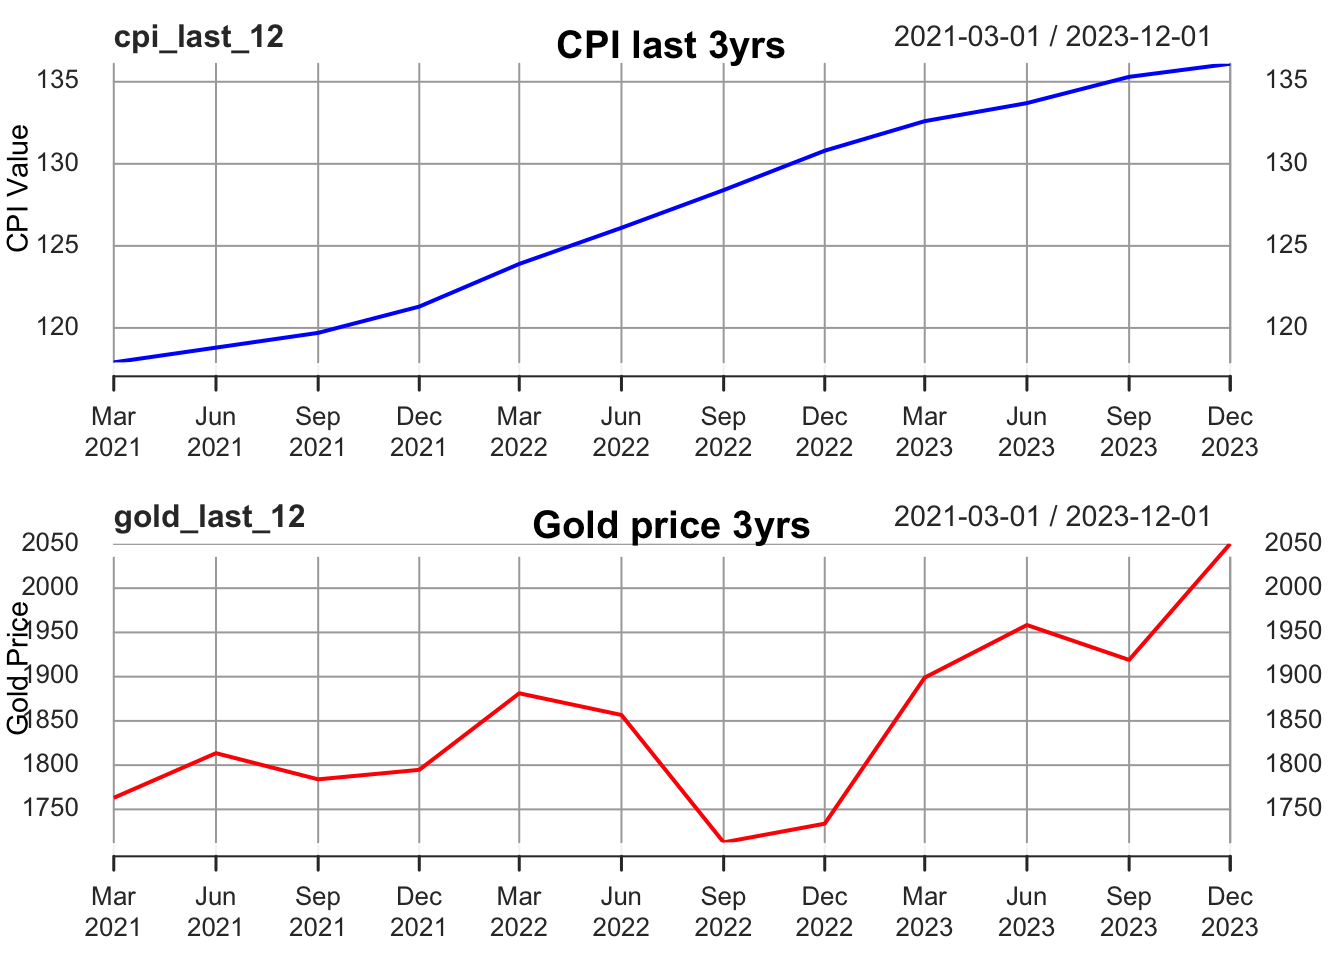 cpi_last_12 CPI last 3yrs 2021-03-01 / 2023-12-01
CPI Value
135 135
130 130
125 125
120 120
Mar Jun Sep Dec Mar Jun Sep Dec Mar Jun Sep Dec
2021 2021 2021 2021 2022 2022 2022 2022 2023 2023 2023 2023
gold_last_12 Gold price 3yrs 2021-03-01 / 2023-12-01
Gold Price
2050 2050
2000 2000
1950 1950
1900 1900
1850 1850
1800 1800
1750 1750
Mar Jun Sep Dec Mar Jun Sep Dec Mar Jun Sep Dec
2021 2021 2021 2021 2022 2022 2022 2022 2023 2023 2023 2023